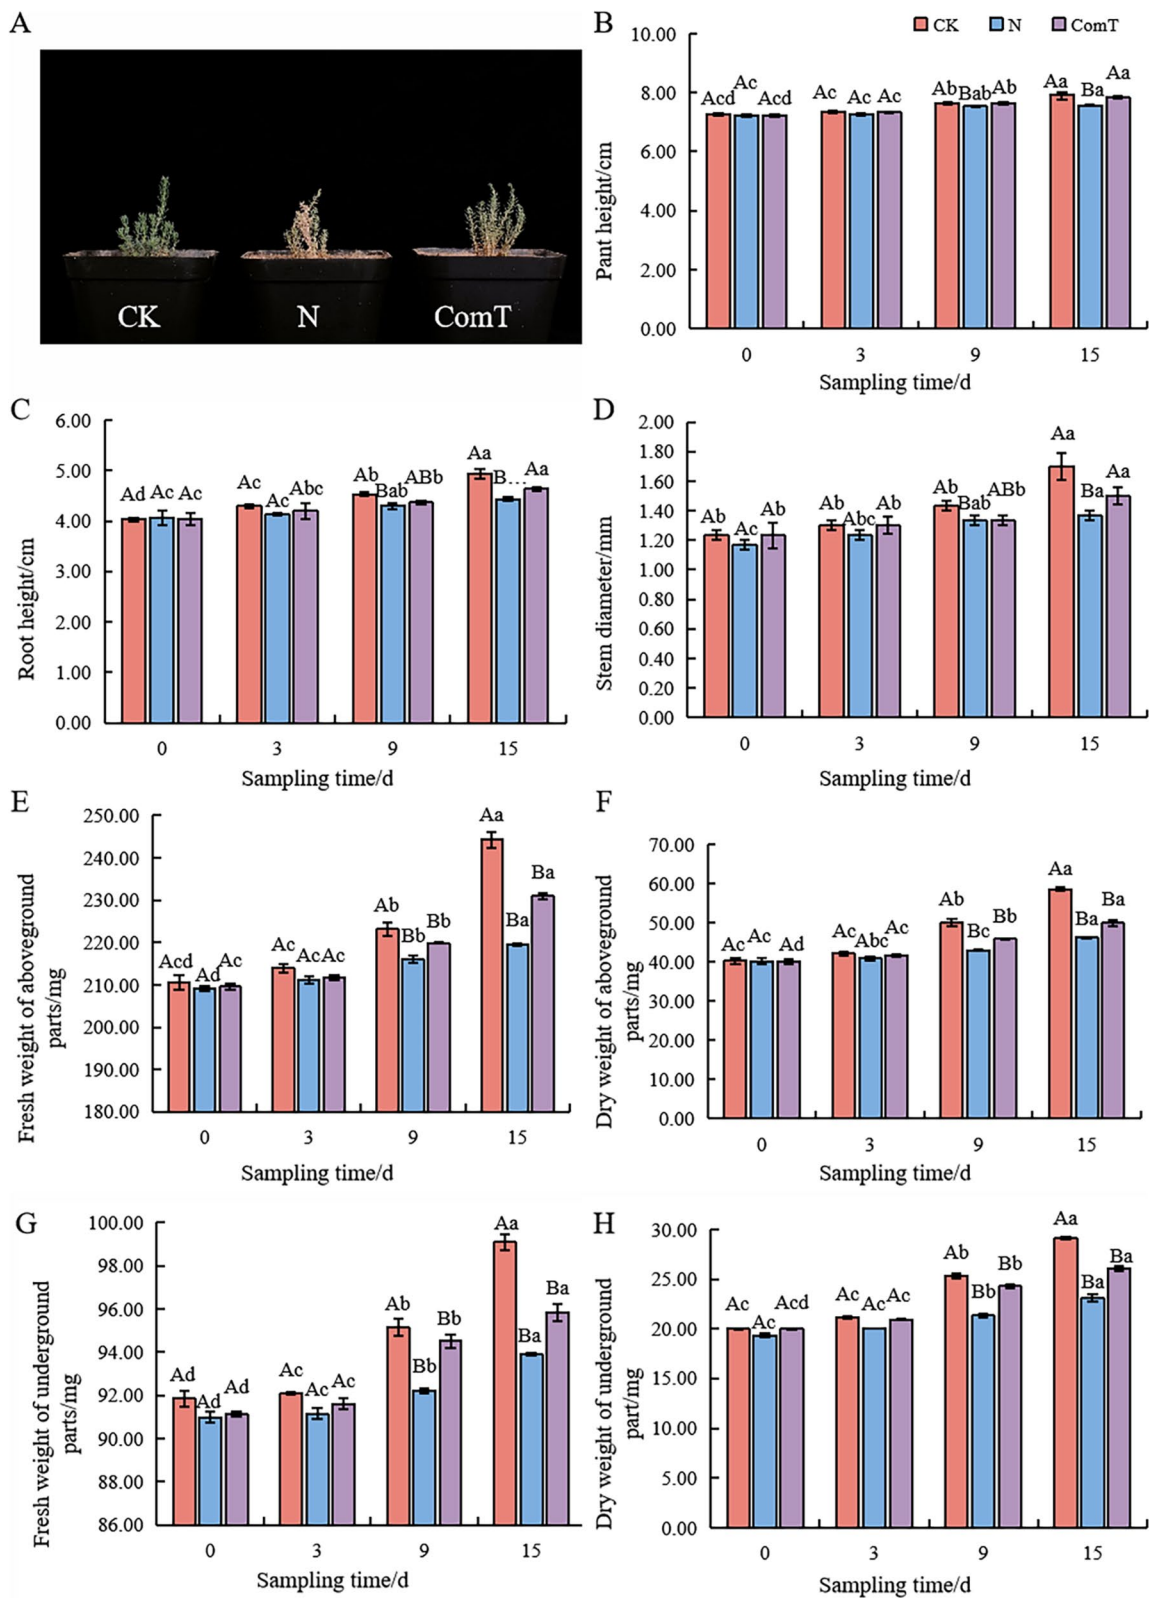 A
CK
N
ComT
B
CK N ComT
10.00
8.00
6.00
4.00
2.00
0.00
Pant height/cm
Acd Ac Acd
Ac Ac Ac
Ab Bab Ab
Aa Ba Aa
0 3 9 15
Sampling time/d
C
6.00
5.00
4.00
3.00
2.00
1.00
0.00
Root height/cm
Ad Ac Ac
Ac Ac Abc
Ab Bab ABb
Aa B... Aa
0 3 9 15
Sampling time/d
D
2.00
1.80
1.60
1.40
1.20
1.00
0.80
0.60
0.40
0.20
0.00
Stem diameter/mm
Ab Ac Ab
Ab Abc Ab
Ab Bab ABb
Aa Ba Aa
0 3 9 15
Sampling time/d
E
250.00
240.00
230.00
220.00
210.00
200.00
190.00
180.00
Fresh weight of aboveground
parts/mg
Acd Ad Ac
Ac Ac Ac
Ab Bb Bb
Aa Ba Ba
0 3 9 15
Sampling time/d
F
70.00
60.00
50.00
40.00
30.00
20.00
10.00
0.00
Dry weight of aboveground
parts/mg
Ac Ac Ad
Ac Abc Ac
Ab Bc Bb
Aa Ba Ba
0 3 9 15
Sampling time/d
G
100.00
98.00
96.00
94.00
92.00
90.00
88.00
86.00
Fresh weight of underground
parts/mg
Ad Ad Ad
Ac Ac Ac
Ab Bb Bb
Aa Ba Ba
0 3 9 15
Sampling time/d
H
30.00
25.00
20.00
15.00
10.00
5.00
0.00
Dry weight of underground
part/mg
Ac Ac Acd
Ac Ac Ac
Ab Bb Bb
Aa Ba Ba
0 3 9 15
Sampling time/d